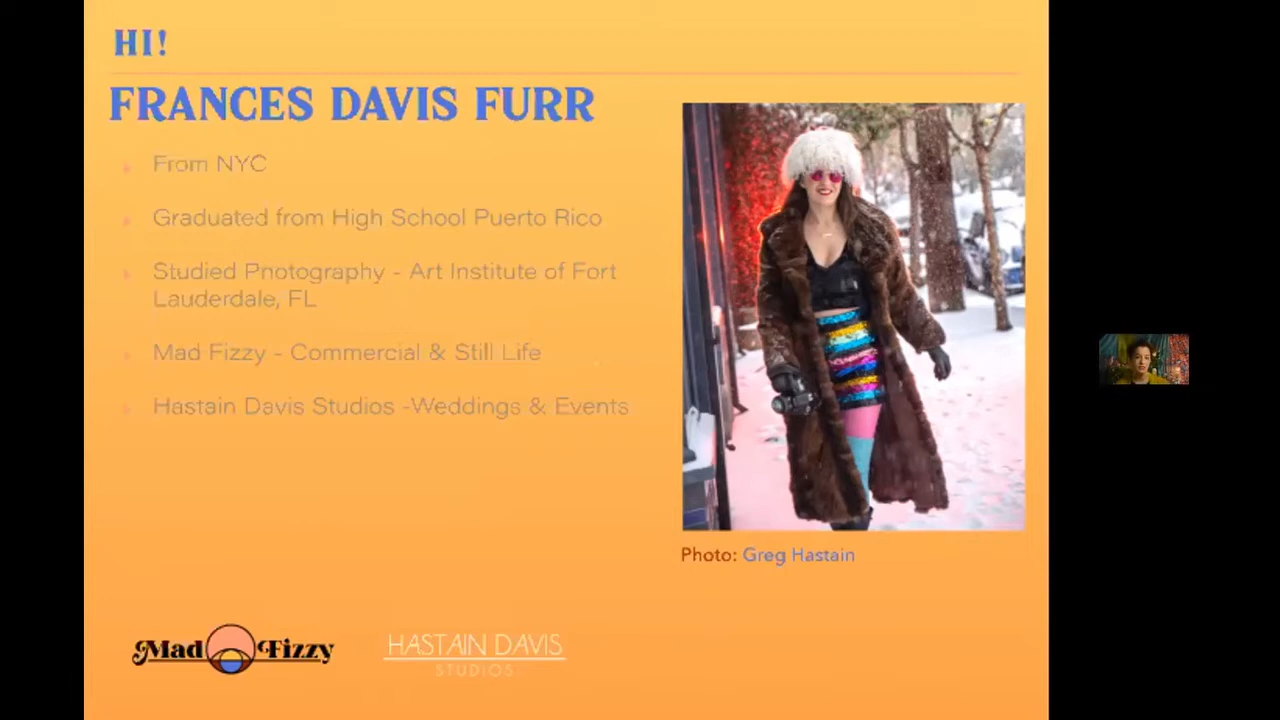 HI!
FRANCES DAVIS FURR
From NYC
Graduated from High School Puerto Rico
Studied Photography - Art Institute of Fort
Lauderdale, FL
Mad Fizzy - Commercial & Still Life
Hastain Davis Studios -Weddings & Events
Photo: Greg Hastain
Mad Fizzy
HASTAIN DAVIS
STUDIOS